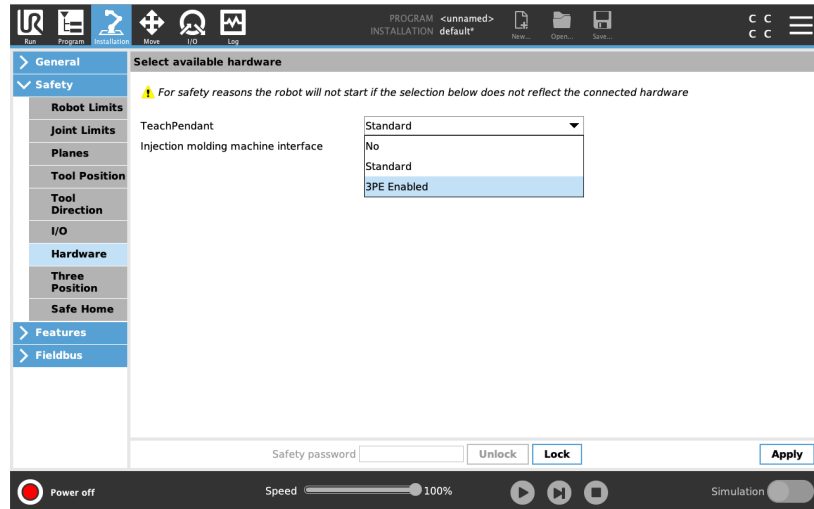 PROGRAM <unnamed>
INSTALLATION default*
Run Program Installation Move I/O Log New... Open... Save...
C C
C C
General
Safety
Robot Limits
Joint Limits
Planes
Tool Position
Tool
Direction
I/O
Hardware
Three
Position
Safe Home
Features
Fieldbus
Select available hardware
For safety reasons the robot will not start if the selection below does not reflect the connected hardware
TeachPendant Standard
Injection molding machine interface No
Standard
3PE Enabled
Safety password Unlock Lock Apply
Power off Speed 100% Simulation